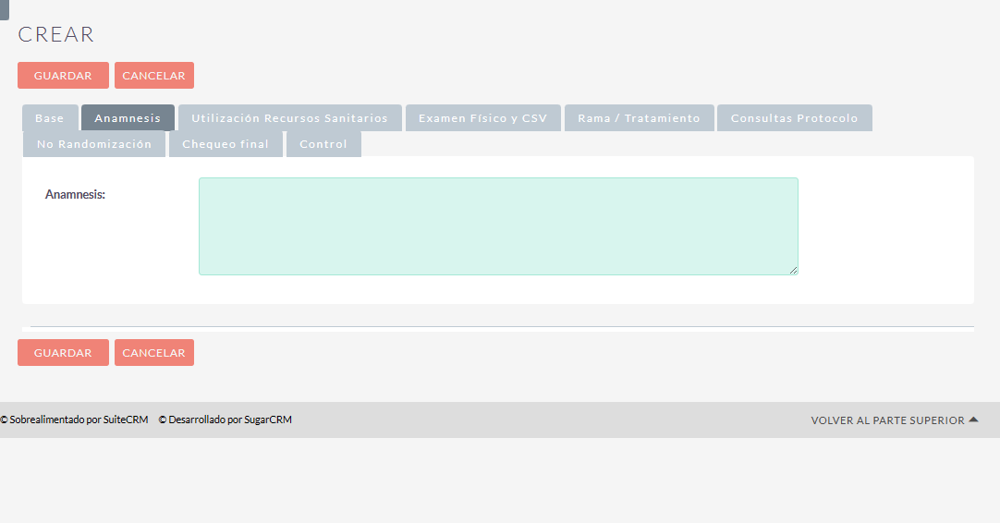 CREAR
GUARDAR CANCELAR
Base Anamnesis Utilización Recursos Sanitarios Examen Físico y CSV Rama / Tratamiento Consultas Protocolo
No Randomización Chequeo final Control
Anamnesis:
GUARDAR CANCELAR
© Sobrealimentado por SuiteCRM © Desarrollado por SugarCRM VOLVER AL PARTE SUPERIOR